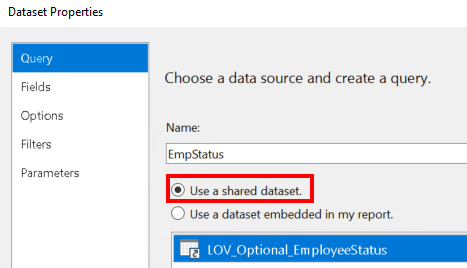 Dataset Properties
Query
Fields
Options
Filters
Parameters
Choose a data source and create a query.
Name:
EmpStatus
Use a shared dataset.
Use a dataset embedded in my report.
LOV_Optional_EmployeeStatus